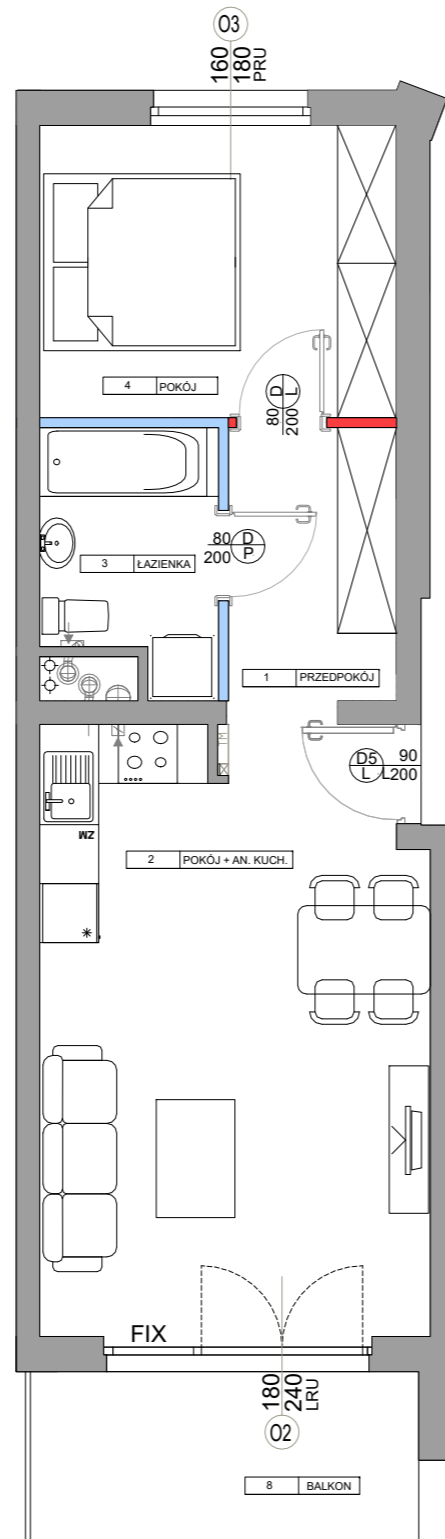 O3
160
180
PRU
4 POKÓJ
D
L
80
200
80
200
D
P
3 ŁAZIENKA
1 PRZEDPOKÓJ
D5
L
90
L200
ZM
2 POKÓJ + AN. KUCH.
FIX
180
240
LRU
O2
8 BALKON